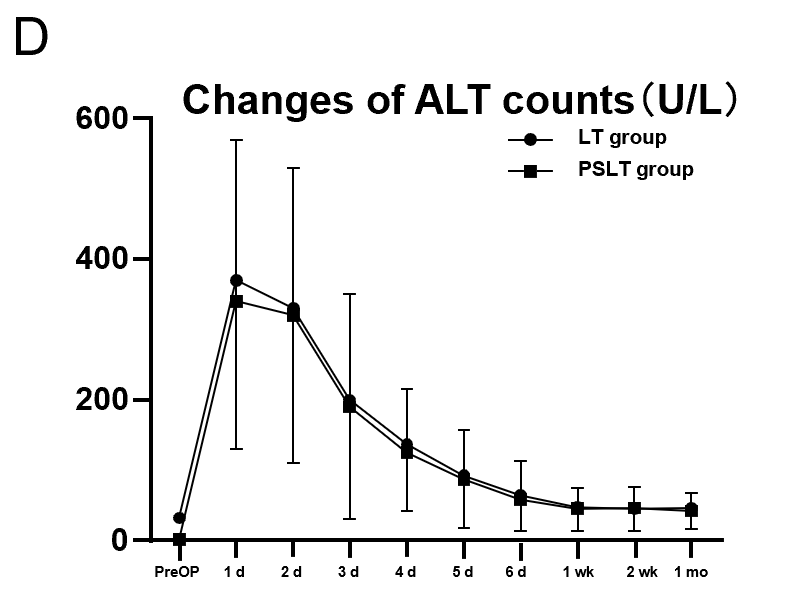 D
Changes of ALT counts（U/L）
LT group
PSLT group
600
400
200
0
PreOP 1 d 2 d 3 d 4 d 5 d 6 d 1 wk 2 wk 1 mo